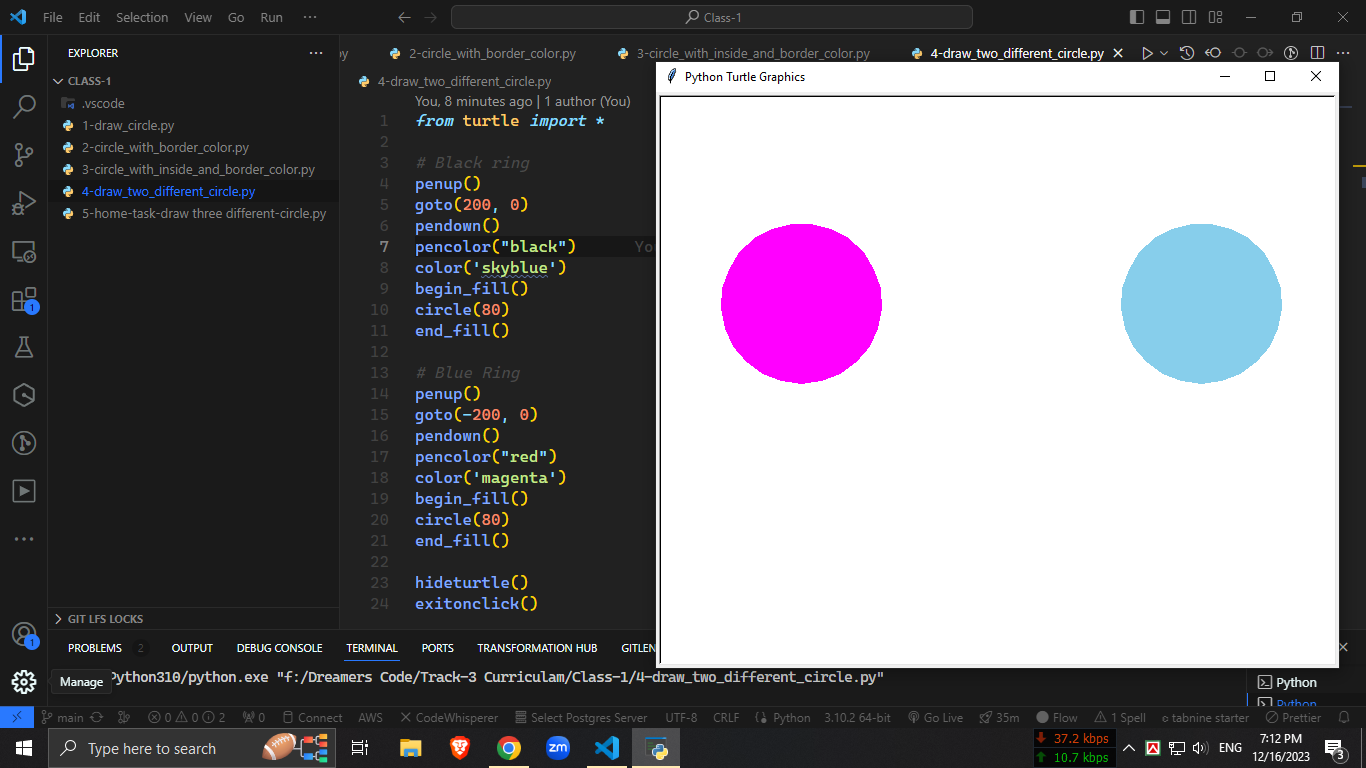 File Edit Selection View Go Run ··· Class-1
EXPLORER ···
CLASS-1
.vscode
1-draw_circle.py
2-circle_with_border_color.py
3-circle_with_inside_and_border_color.py
4-draw_two_different_circle.py
5-home-task-draw three different-circle.py
GIT LFS LOCKS
py 2-circle_with_border_color.py 3-circle_with_inside_and_border_color.py 4-draw_two_different_circle.py
4-draw_two_different_circle.py
You, 8 minutes ago | 1 author (You)
1 from turtle import *
2
3 # Black ring
4 penup()
5 goto(200, 0)
6 pendown()
7 pencolor("black") You
8 color('skyblue')
9 begin_fill()
10 circle(80)
11 end_fill()
12
13 # Blue Ring
14 penup()
15 goto(-200, 0)
16 pendown()
17 pencolor("red")
18 color('magenta')
19 begin_fill()
20 circle(80)
21 end_fill()
22
23 hideturtle()
24 exitonclick()
Python Turtle Graphics
PROBLEMS 2 OUTPUT DEBUG CONSOLE TERMINAL PORTS TRANSFORMATION HUB GITLEN
Python310/python.exe "f:/Dreamers Code/Track-3 Curriculam/Class-1/4-draw_two_different_circle.py"
Python
Python
1
1
Manage
main 0 0 2 0 Connect AWS CodeWhisperer Select Postgres Server UTF-8 CRLF Python 3.10.2 64-bit Go Live 35m Flow 1 Spell tabnine starter Prettier
Type here to search
zm
37.2 kbps
10.7 kbps
ENG
7:12 PM
12/16/2023
3